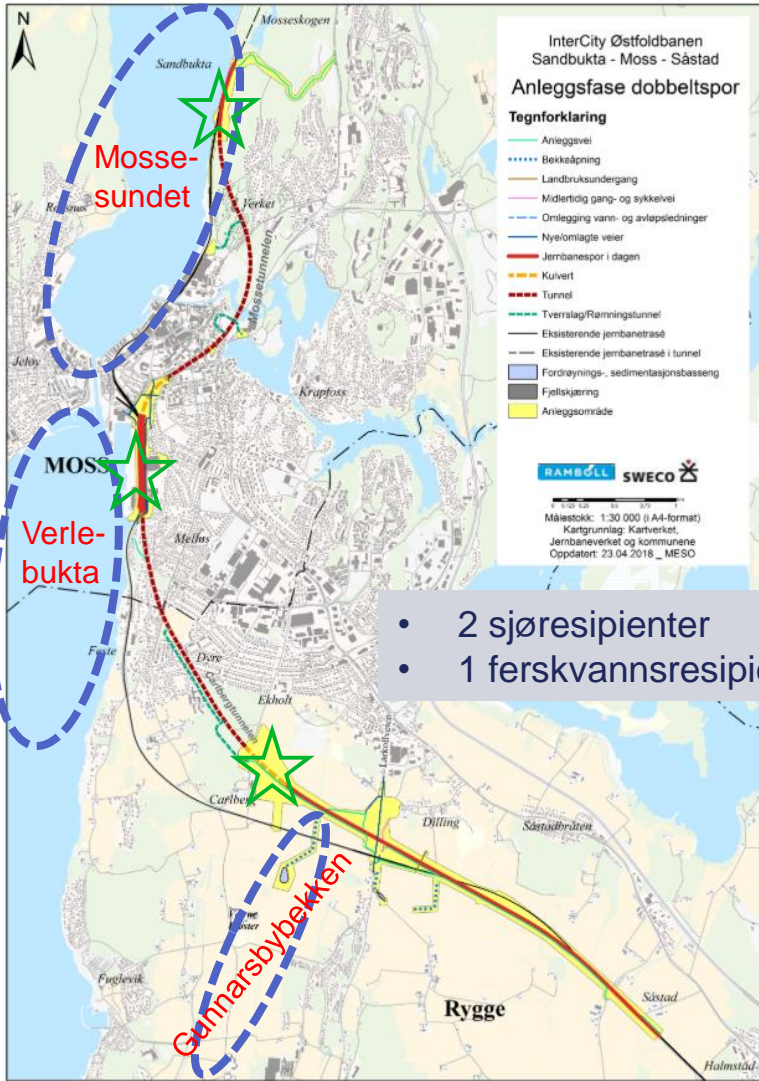 N
Mosseskogen
Sandbukta
Mosse-
sundet
Verket
Mossetunnelen
Jeløy
Krapfoss
MOSS
Verle-
bukta
Melløs
Feste
Dyre
Carlbergtunnelen
Ekholt
Larkollveien
Carlberg
Dilling
Såstadbråten
Gunnarsbybekken
Fuglevik
Rygge
Såstad
Halmstad
InterCity Østfoldbanen
Sandbukta - Moss - Såstad
Anleggsfase dobbeltspor
Tegnforklaring
Anleggsvei
Bekkeåpning
Landbruksundergang
Midlertidig gang- og sykkelvei
Omlegging vann- og avløpsledninger
Nye/omlagte veier
Jernbanespor i dagen
Kulvert
Tunnel
Tverrslag/Rømningstunnel
Eksisterende jernbanetrasé
Eksisterende jernbanetrasé i tunnel
Fordrøynings-, sedimentasjonsbasseng
Fjellskjæring
Anleggsområde
RAMBOLL SWECO
Målestokk: 1:30 000 (i A4-format)
Kartgrunnlag: Kartverket,
Jernbaneverket og kommunene
Oppdatert: 23.04.2018 _ MESO
• 2 sjøresipienter
• 1 ferskvannsresipie